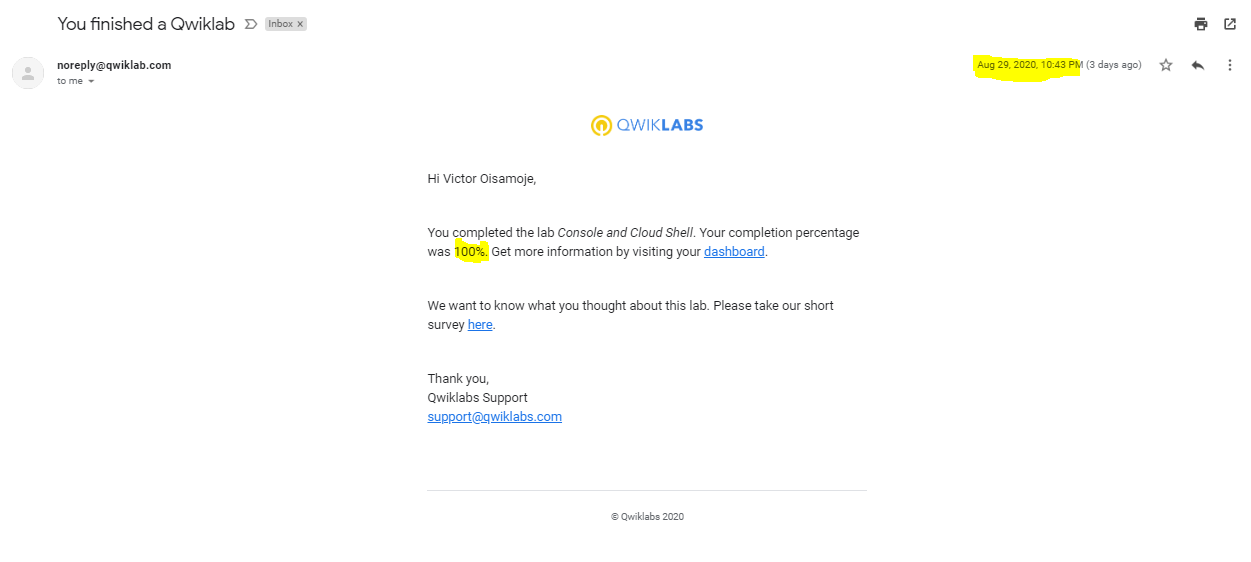 You finished a Qwiklab Inbox x
noreply@qwiklab.com Aug 29, 2020, 10:43 PM (3 days ago)
to me
QWIKLABS
Hi Victor Oisamoje,
You completed the lab Console and Cloud Shell. Your completion percentage
was 100%. Get more information by visiting your dashboard.
We want to know what you thought about this lab. Please take our short
survey here.
Thank you,
Qwiklabs Support
support@qwiklabs.com
© Qwiklabs 2020